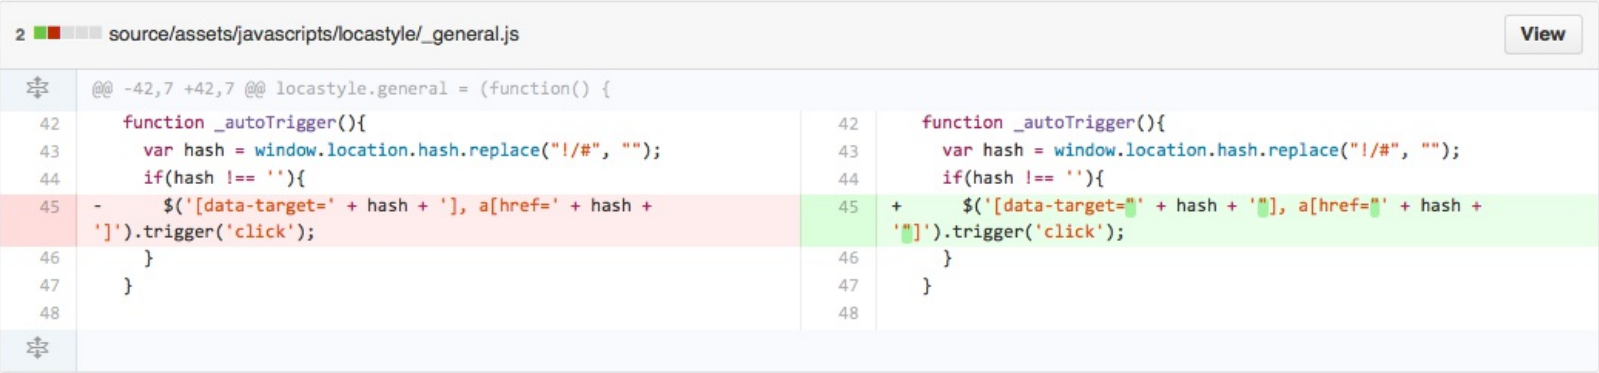 2 source/assets/javascripts/locastyle/_general.js View
@@ -42,7 +42,7 @@ locastyle.general = (function() {
42 function _autoTrigger(){
43 var hash = window.location.hash.replace("!/#", "");
44 if(hash !== ''){
45 - $('[data-target=' + hash + '], a[href=' + hash +
']').trigger('click');
46 }
47 }
48
42 function _autoTrigger(){
43 var hash = window.location.hash.replace("!/#", "");
44 if(hash !== ''){
45 + $('[data-target="' + hash + '"], a[href="' + hash +
'"]').trigger('click');
46 }
47 }
48